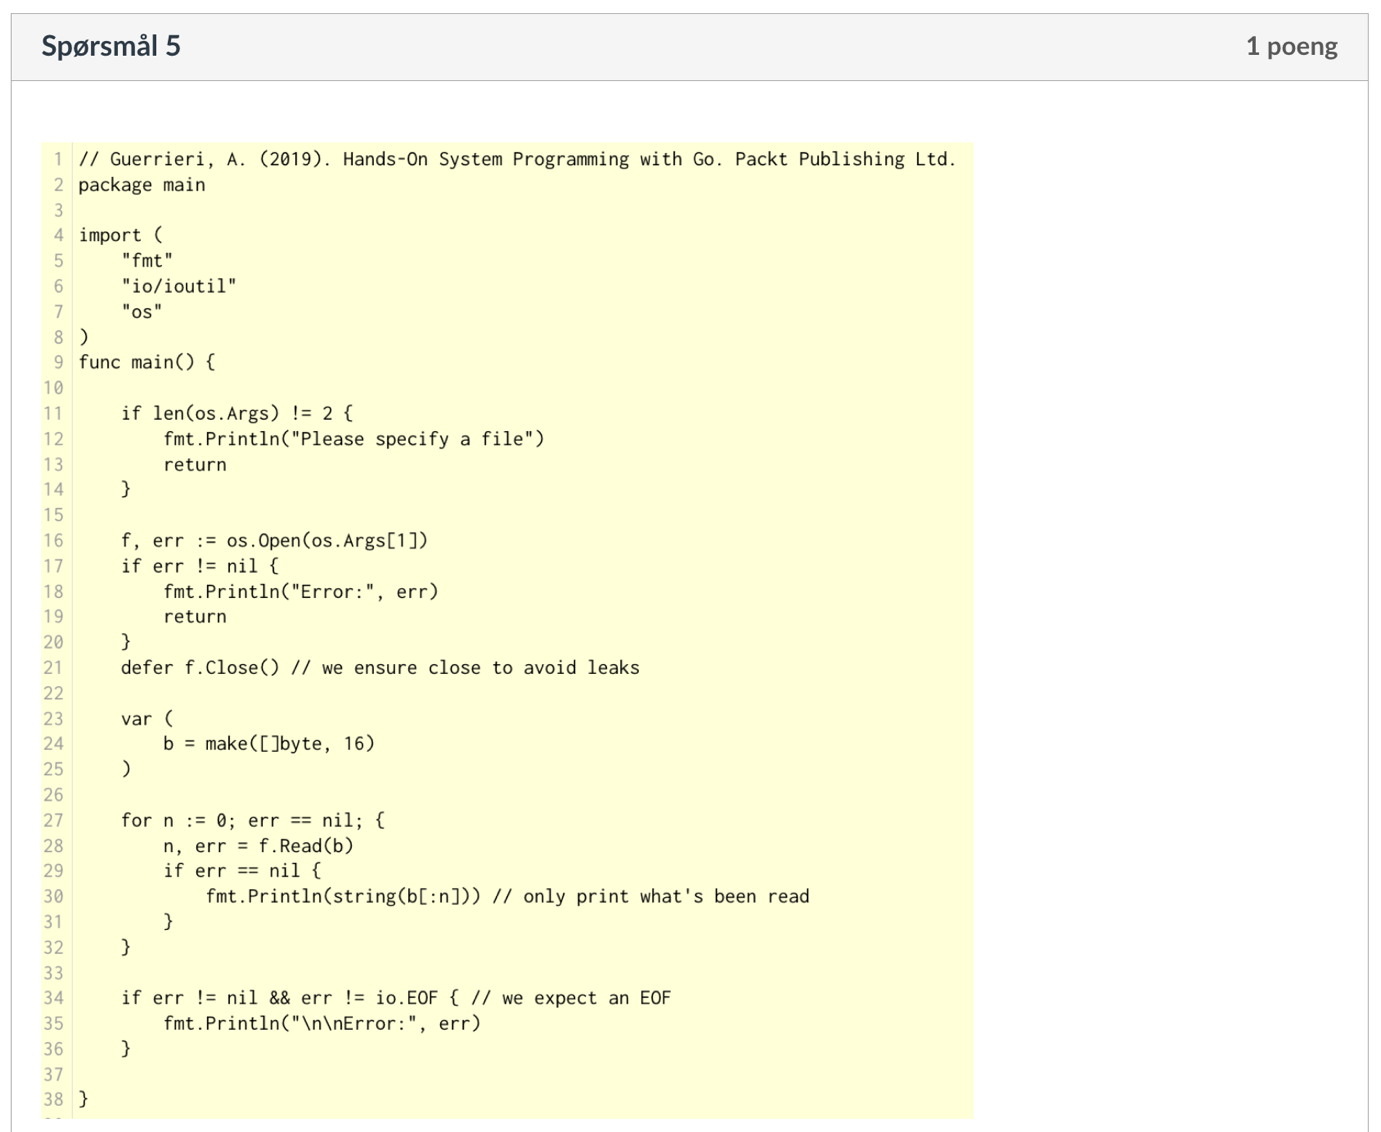 Spørsmål 5
1 poeng
1 // Guerrieri, A. (2019). Hands-On System Programming with Go. Packt Publishing Ltd.
2 package main
3
4 import (
5     "fmt"
6     "io/ioutil"
7     "os"
8 )
9 func main() {
10
11     if len(os.Args) != 2 {
12         fmt.Println("Please specify a file")
13         return
14     }
15
16     f, err := os.Open(os.Args[1])
17     if err != nil {
18         fmt.Println("Error:", err)
19         return
20     }
21     defer f.Close() // we ensure close to avoid leaks
22
23     var (
24         b = make([]byte, 16)
25     )
26
27     for n := 0; err == nil; {
28         n, err = f.Read(b)
29         if err == nil {
30             fmt.Println(string(b[:n])) // only print what's been read
31         }
32     }
33
34     if err != nil && err != io.EOF { // we expect an EOF
35         fmt.Println("\n\nError:", err)
36     }
37
38 }